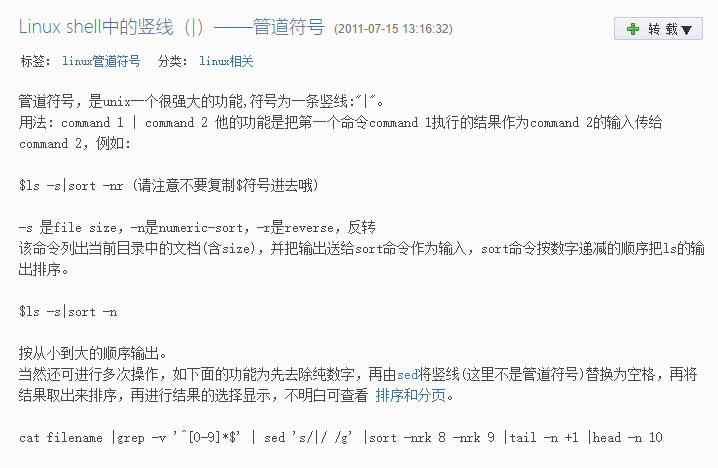 Linux shell中的竖线（|）——管道符号 (2011-07-15 13:16:32)
转载▼
标签： linux管道符号 分类： linux相关
管道符号，是unix一个很强大的功能,符号为一条竖线:"|"。
用法: command 1 | command 2 他的功能是把第一个命令command 1执行的结果作为command 2的输入传给
command 2，例如:
$ls -s|sort -nr (请注意不要复制$符号进去哦)
-s 是file size，-n是numeric-sort，-r是reverse，反转
该命令列出当前目录中的文档(含size)，并把输出送给sort命令作为输入，sort命令按数字递减的顺序把ls的输
出排序。
$ls -s|sort -n
按从小到大的顺序输出。
当然还可进行多次操作，如下面的功能为先去除纯数字，再由sed将竖线(这里不是管道符号)替换为空格，再将
结果取出来排序，再进行结果的选择显示，不明白可查看 排序和分页。
cat filename |grep -v '^[0-9]*$' | sed 's/|/ /g' |sort -nrk 8 -nrk 9 |tail -n +1 |head -n 10